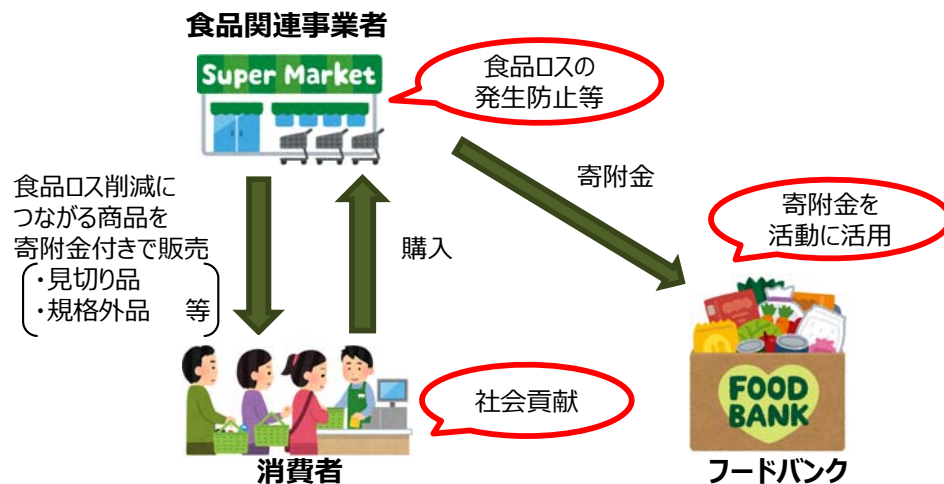 食品関連事業者
Super Market
食品ロスの
発生防止等
食品ロス削減に
つながる商品を
寄附金付きで販売
・見切り品
・規格外品　等
購入
寄附金
寄附金を
活動に活用
社会貢献
FOOD
BANK
消費者
フードバンク